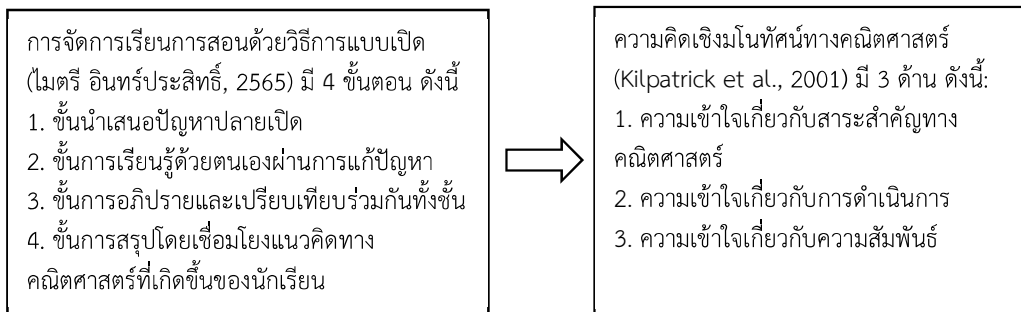 การจัดการเรียนการสอนด้วยวิธีการแบบเปิด
(ไมตรี อินทร์ประสิทธิ์, 2565) มี 4 ขั้นตอน ดังนี้
1. ขั้นนำเสนอปัญหาปลายเปิด
2. ขั้นการเรียนรู้ด้วยตนเองผ่านการแก้ปัญหา
3. ขั้นการอภิปรายและเปรียบเทียบร่วมกันทั้งชั้น
4. ขั้นการสรุปโดยเชื่อมโยงแนวคิดทาง
คณิตศาสตร์ที่เกิดขึ้นของนักเรียน
ความคิดเชิงมโนทัศน์ทางคณิตศาสตร์
(Kilpatrick et al., 2001) มี 3 ด้าน ดังนี้:
1. ความเข้าใจเกี่ยวกับสาระสำคัญทาง
คณิตศาสตร์
2. ความเข้าใจเกี่ยวกับการดำเนินการ
3. ความเข้าใจเกี่ยวกับความสัมพันธ์